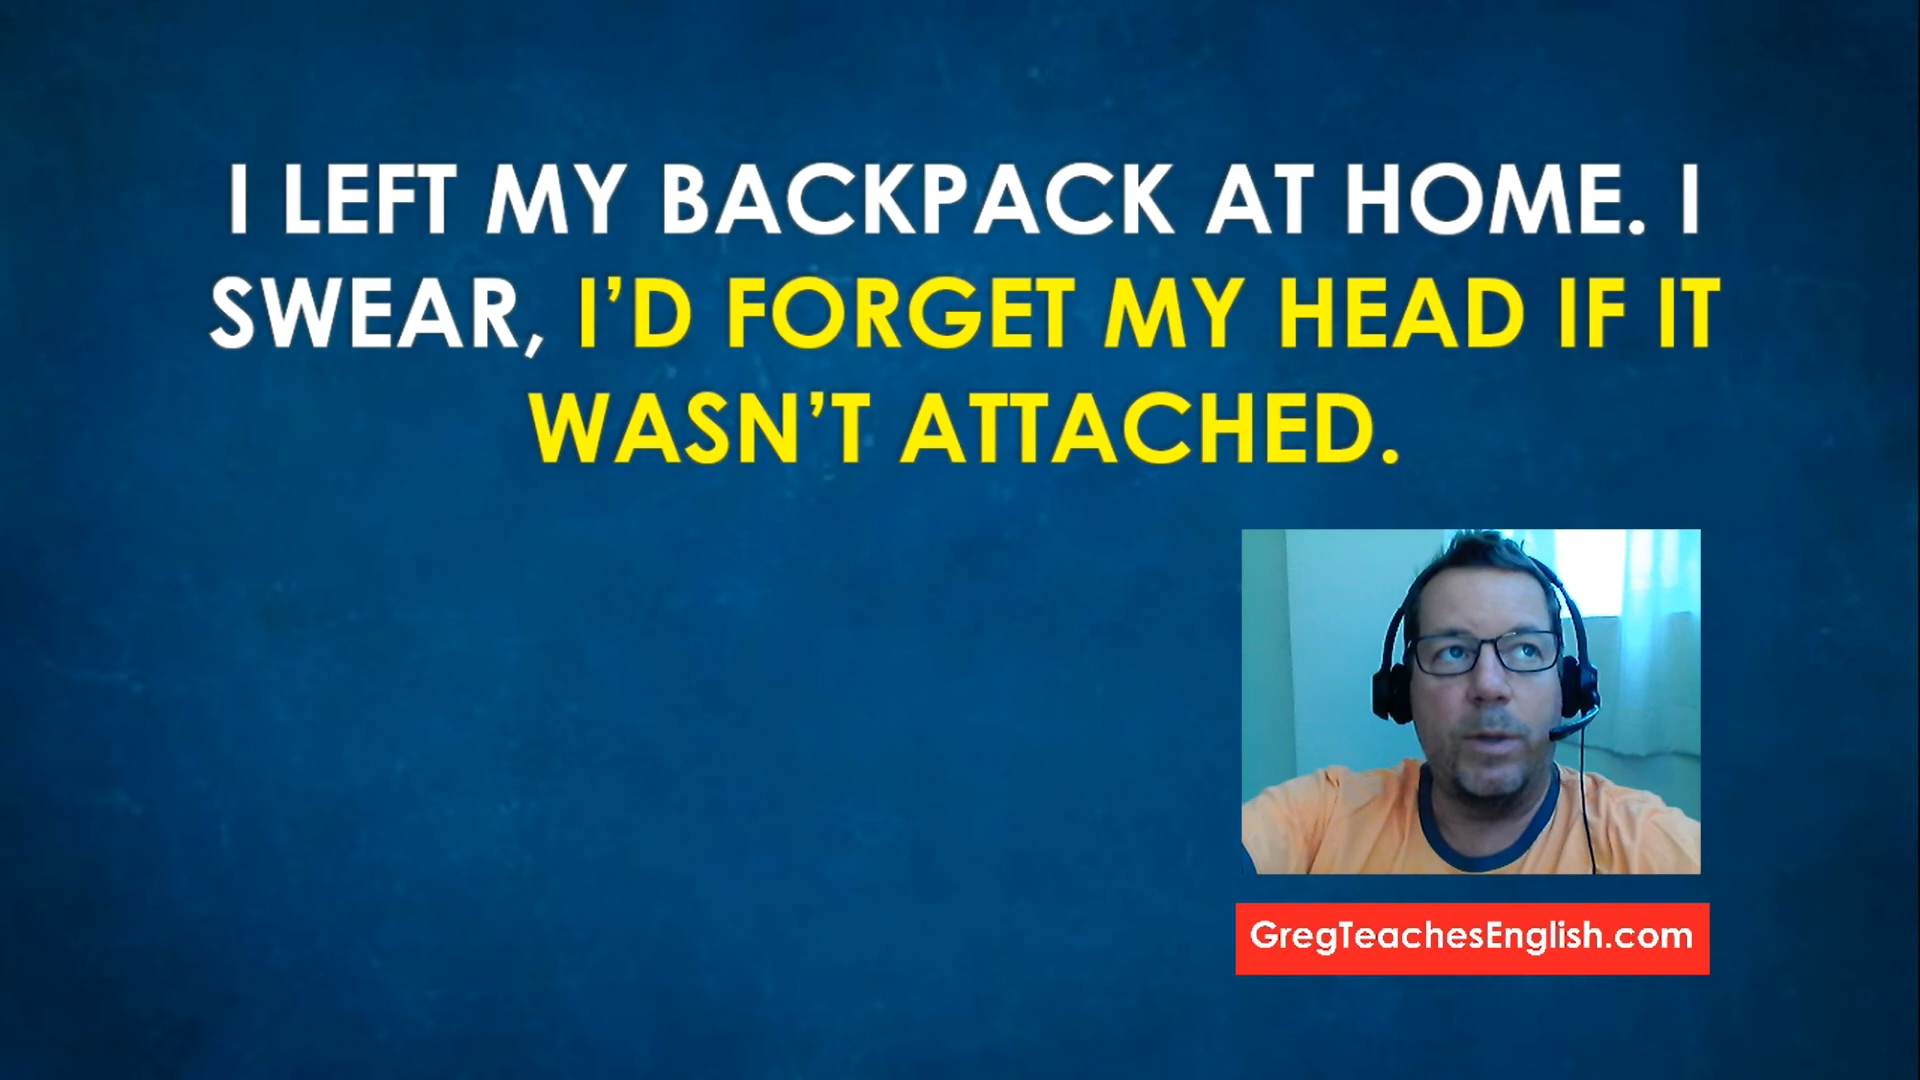 I LEFT MY BACKPACK AT HOME. I
SWEAR, I’D FORGET MY HEAD IF IT
WASN’T ATTACHED.
GregTeachesEnglish.com